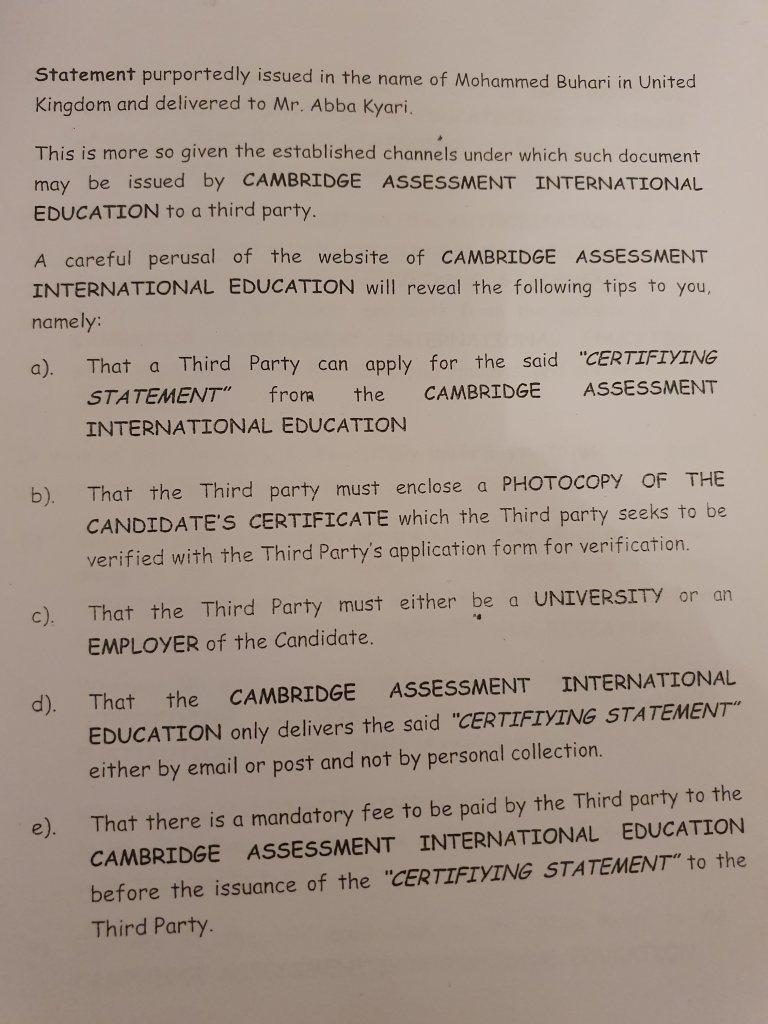 Statement purportedly issued in the name of Mohammed Buhari in United
Kingdom and delivered to Mr. Abba Kyari.
This is more so given the established channels under which such document
may be issued by CAMBRIDGE ASSESSMENT INTERNATIONAL
EDUCATION to a third party.
A careful perusal of the website of CAMBRIDGE ASSESSMENT
INTERNATIONAL EDUCATION will reveal the following tips to you,
namely:
a). That a Third Party can apply for the said "CERTIFIYING
STATEMENT" from the CAMBRIDGE ASSESSMENT
INTERNATIONAL EDUCATION
b). That the Third party must enclose a PHOTOCOPY OF THE
CANDIDATE'S CERTIFICATE which the Third party seeks to be
verified with the Third Party's application form for verification.
c). That the Third Party must either be a UNIVERSITY or an
EMPLOYER of the Candidate.
d). That the CAMBRIDGE ASSESSMENT INTERNATIONAL
EDUCATION only delivers the said "CERTIFIYING STATEMENT"
either by email or post and not by personal collection.
e). That there is a mandatory fee to be paid by the Third party to the
CAMBRIDGE ASSESSMENT INTERNATIONAL EDUCATION
before the issuance of the "CERTIFIYING STATEMENT" to the
Third Party.